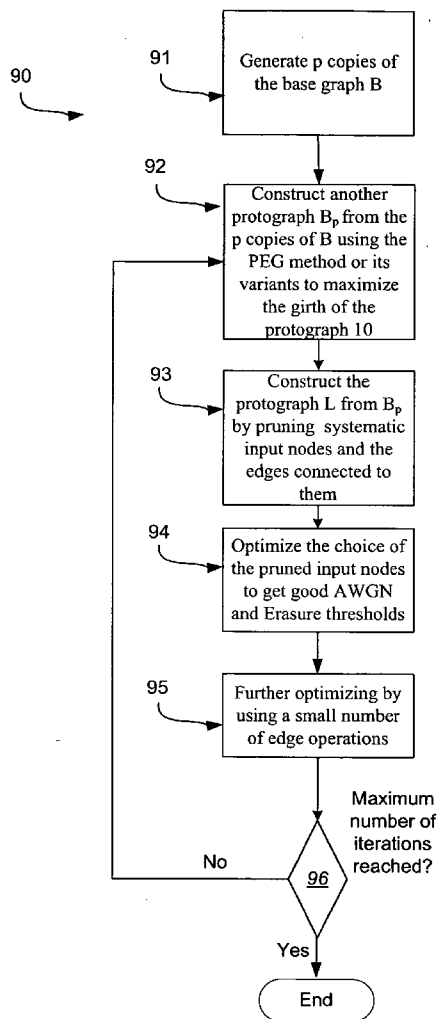 90
91
Generate p copies of
the base graph B
92
Construct another
protograph Bp from the
p copies of B using the
PEG method or its
variants to maximize
the girth of the
protograph 10
93
Construct the
protograph L from Bp
by pruning systematic
input nodes and the
edges connected to
them
94
Optimize the choice of
the pruned input nodes
to get good AWGN
and Erasure thresholds
95
Further optimizing by
using a small number
of edge operations
Maximum
number of
iterations
reached?
No
96
Yes
End